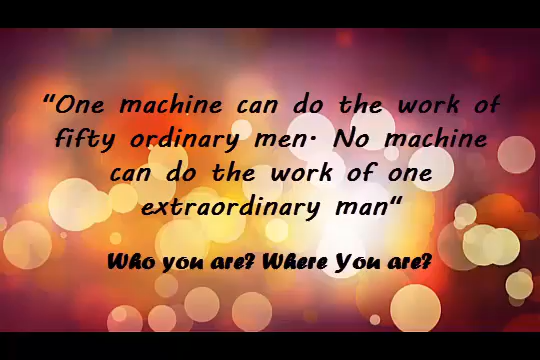 “One machine can do the work of
fifty ordinary men. No machine
can do the work of one
extraordinary man“
Who you are? Where You are?